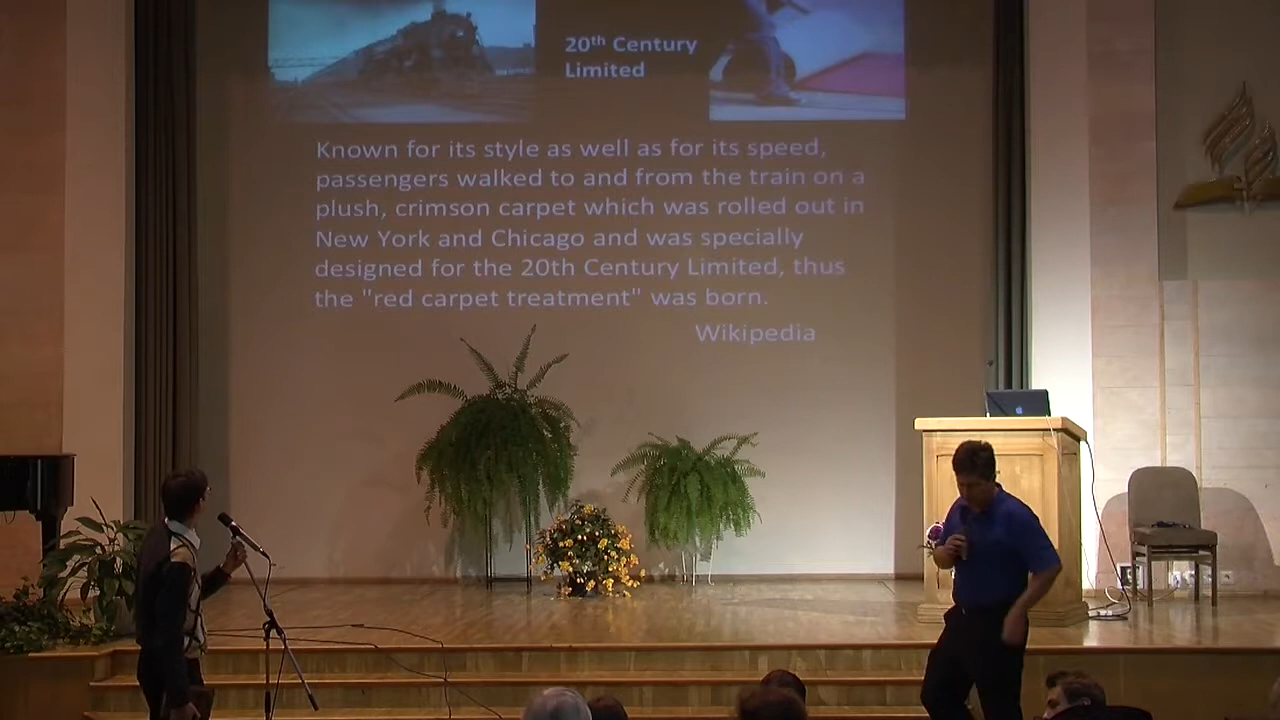 20th Century
Limited
Known for its style as well as for its speed,
passengers walked to and from the train on a
plush, crimson carpet which was rolled out in
New York and Chicago and was specially
designed for the 20th Century Limited, thus
the "red carpet treatment" was born.
Wikipedia